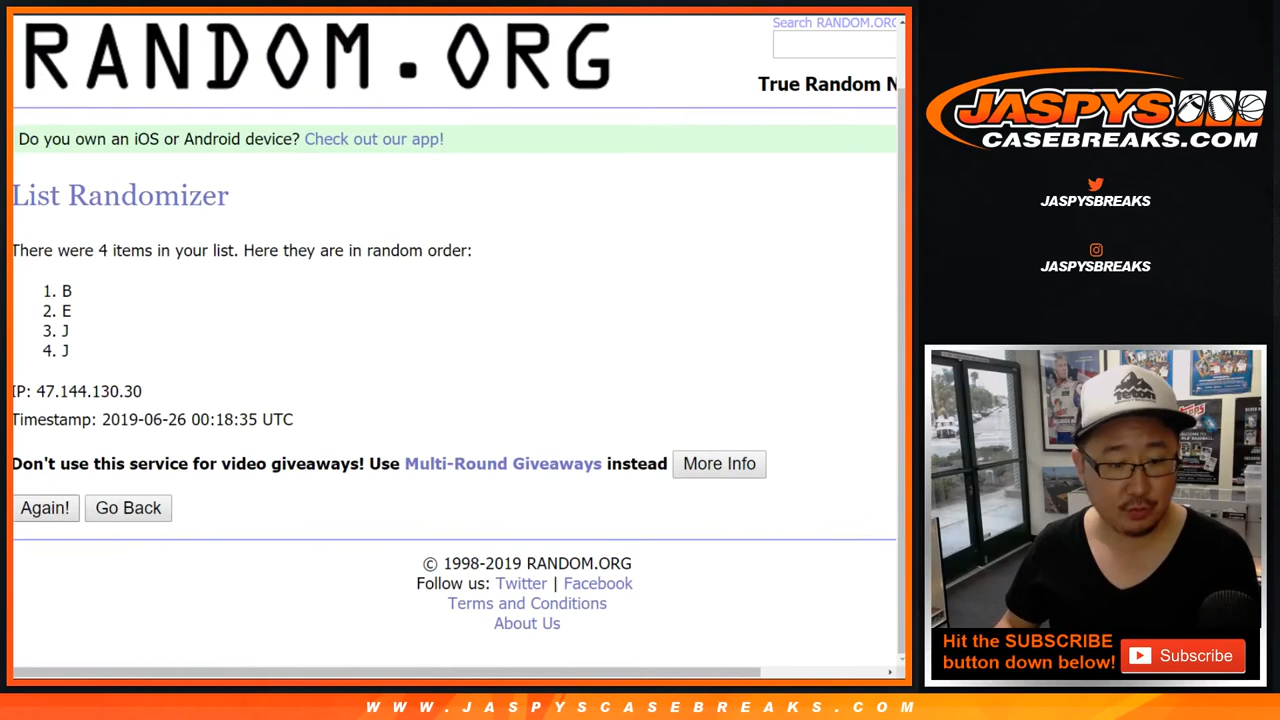 RANDOM.ORG
Search RANDOM.ORG
True Random N
Do you own an iOS or Android device? Check out our app!
List Randomizer
There were 4 items in your list. Here they are in random order:
1. B
2. E
3. J
4. J
IP: 47.144.130.30
Timestamp: 2019-06-26 00:18:35 UTC
Don't use this service for video giveaways! Use Multi-Round Giveaways instead More Info
Again! Go Back
© 1998-2019 RANDOM.ORG
Follow us: Twitter | Facebook
Terms and Conditions
About Us
JASPYS
CASEBREAKS.COM
JASPYSBREAKS
JASPYSBREAKS
Teton
Topps
WELCOME TO
Hit the SUBSCRIBE
button down below!
Subscribe
WWW.JASPYSCASEBREAKS.COM